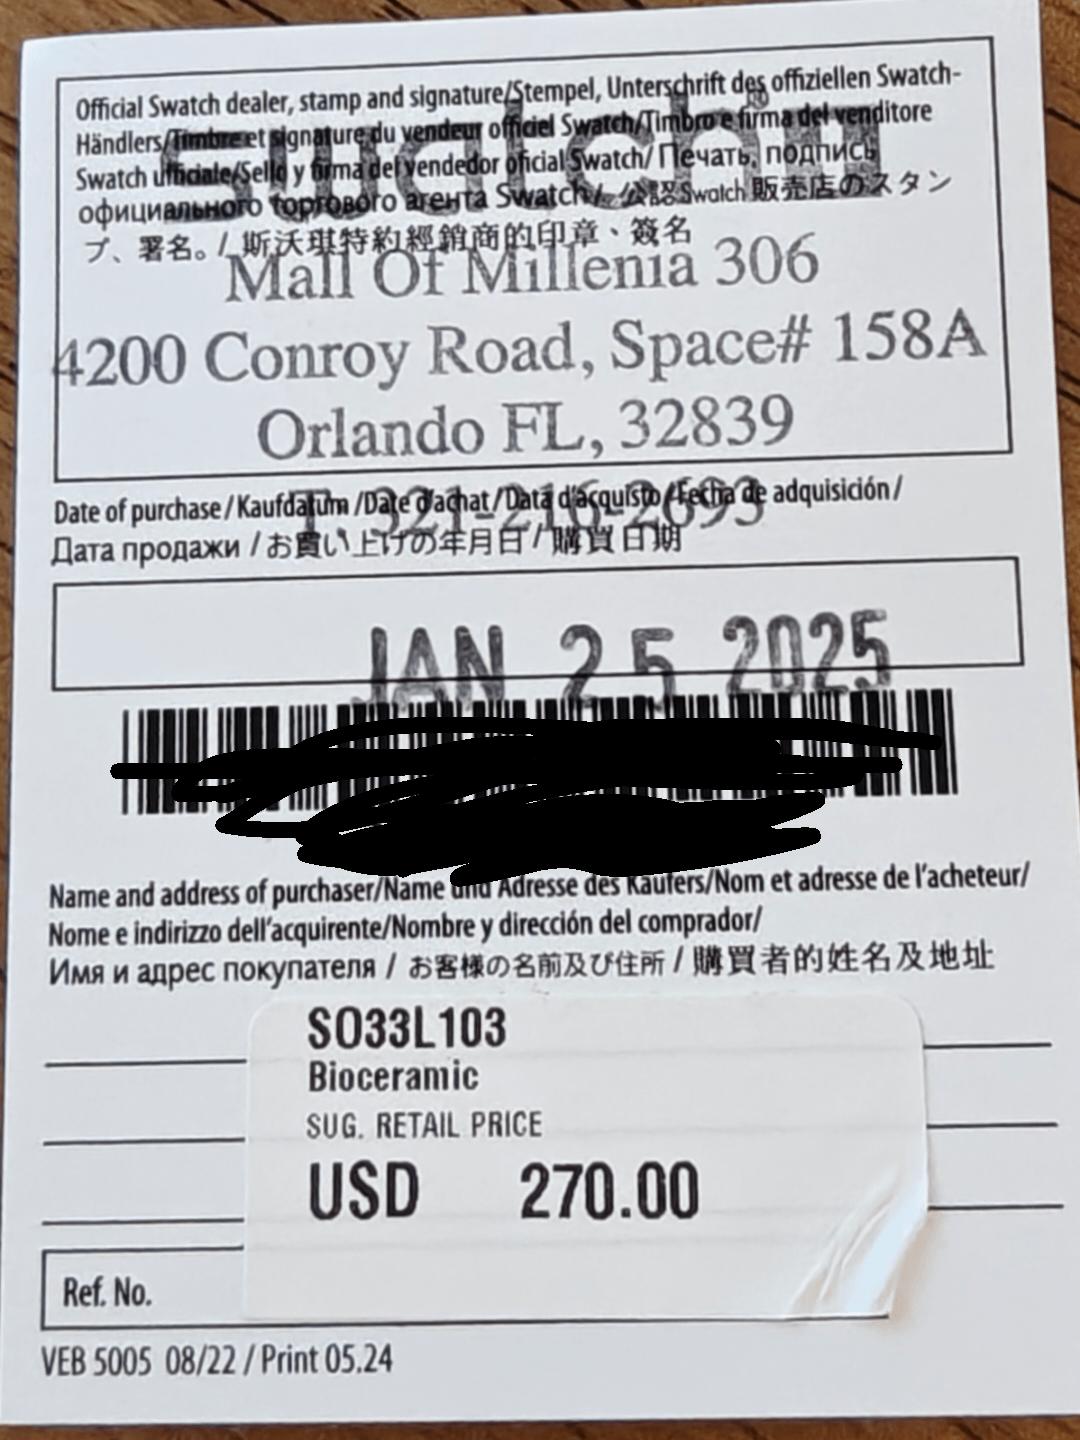 Official Swatch dealer, stamp and signature/Stempel, Unterschrift des offiziellen Swatch-
Händlers/Timbre et signature du vendeur officiel Swatch/Timbro e firma del venditore
Swatch ufficiale/Sello y firma del vendedor oficial Swatch/ Печать, подпись
официального торгового агента Swatch / 公認Swatch 販売店のスタン
プ、署名。/ 斯沃琪特約經銷商的印章、簽名
swatch®
Mall Of Millenia 306
4200 Conroy Road, Space# 158A
Orlando FL, 32839
T. 321-216-2693
Date of purchase/Kaufdatum /Date d'achat/Data d'acquisto/Fecha de adquisición/
Дата продажи / お買い上げの年月日 / 購買日期
JAN 25 2025
Name and address of purchaser/Name und Adresse des Käufers/Nom et adresse de l'acheteur/
Nome e indirizzo dell'acquirente/Nombre y dirección del comprador/
Имя и адрес покупателя / お客様の名前及び住所 / 購買者的姓名及地址
SO33L103
Bioceramic
SUG. RETAIL PRICE
USD 270.00
Ref. No.
VEB 5005 08/22 / Print 05.24